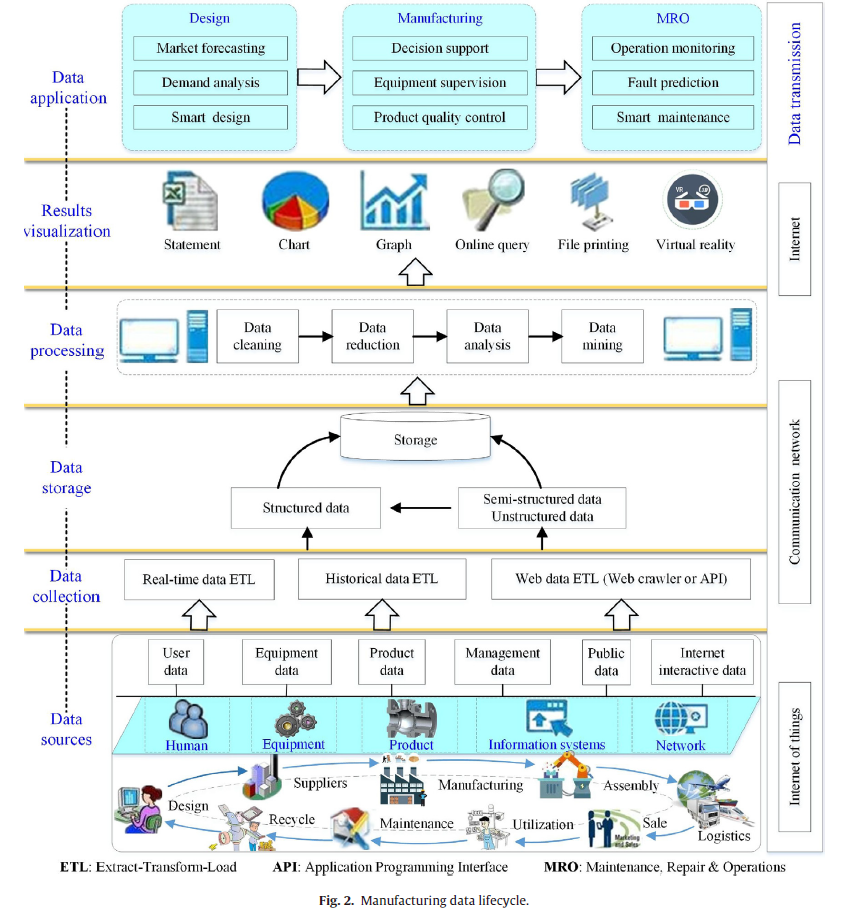 Design
Manufacturing
MRO
Market forecasting
Decision support
Operation monitoring
Data
application
Demand analysis
Equipment supervision
Fault prediction
Smart design
Product quality control
Smart maintenance
Data transmission
Results
visualization
VR
Statement
Chart
Graph
Online query
File printing
Virtual reality
Internet
Data
processing
Data
cleaning
Data
reduction
Data
analysis
Data
mining
Data
storage
Storage
Structured data
Semi-structured data
Unstructured data
Communication network
Data
collection
Real-time data ETL
Historical data ETL
Web data ETL (Web crawler or API)
User
data
Equipment
data
Product
data
Management
data
Public
data
Internet
interactive data
Data
sources
Human
Equipment
Product
Information systems
Network
Internet of things
Design
Suppliers
Manufacturing
Assembly
Recycle
Maintenance
Utilization
Sale
Logistics
Marketing
and Sales
ETL: Extract-Transform-Load
API: Application Programming Interface
MRO: Maintenance, Repair & Operations
Fig. 2. Manufacturing data lifecycle.